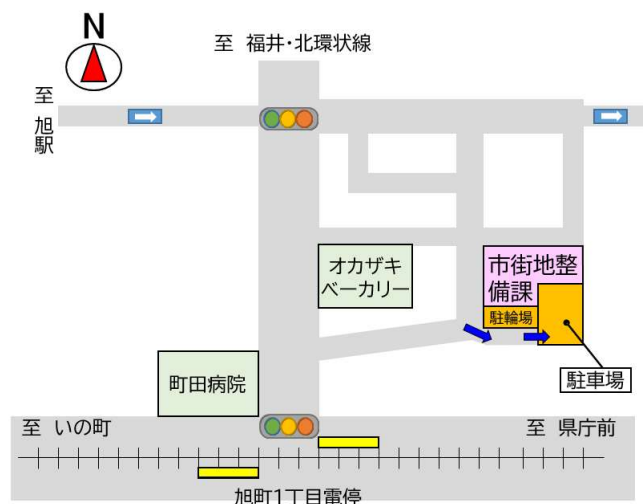 N
至 福井・北環状線
至 旭駅
オカザキ
ベーカリー
市街地整
備課
駐輪場
駐車場
町田病院
至 いの町
至 県庁前
旭町1丁目電停